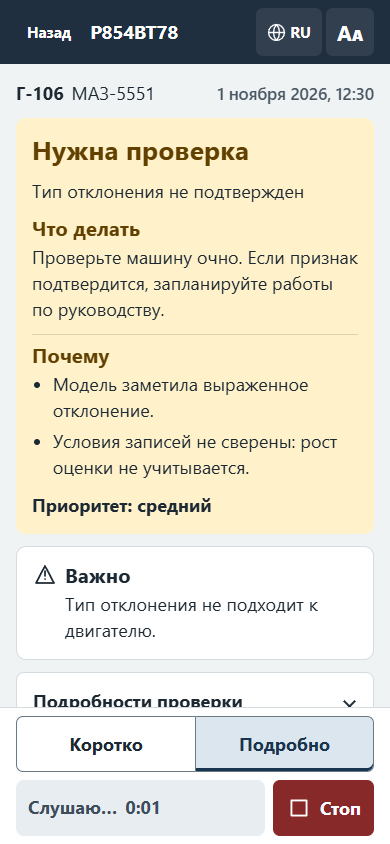 Назад P854BT78 RU Aa
Г-106 МАЗ-5551 1 ноября 2026, 12:30
Нужна проверка
Тип отклонения не подтвержден
Что делать
Проверьте машину очно. Если признак
подтвердится, запланируйте работы
по руководству.
Почему
Модель заметила выраженное
отклонение.
Условия записей не сверены: рост
оценки не учитывается.
Приоритет: средний
Важно
Тип отклонения не подходит к
двигателю.
Подробности проверки
Коротко Подробно
Слушаю... 0:01 Стоп